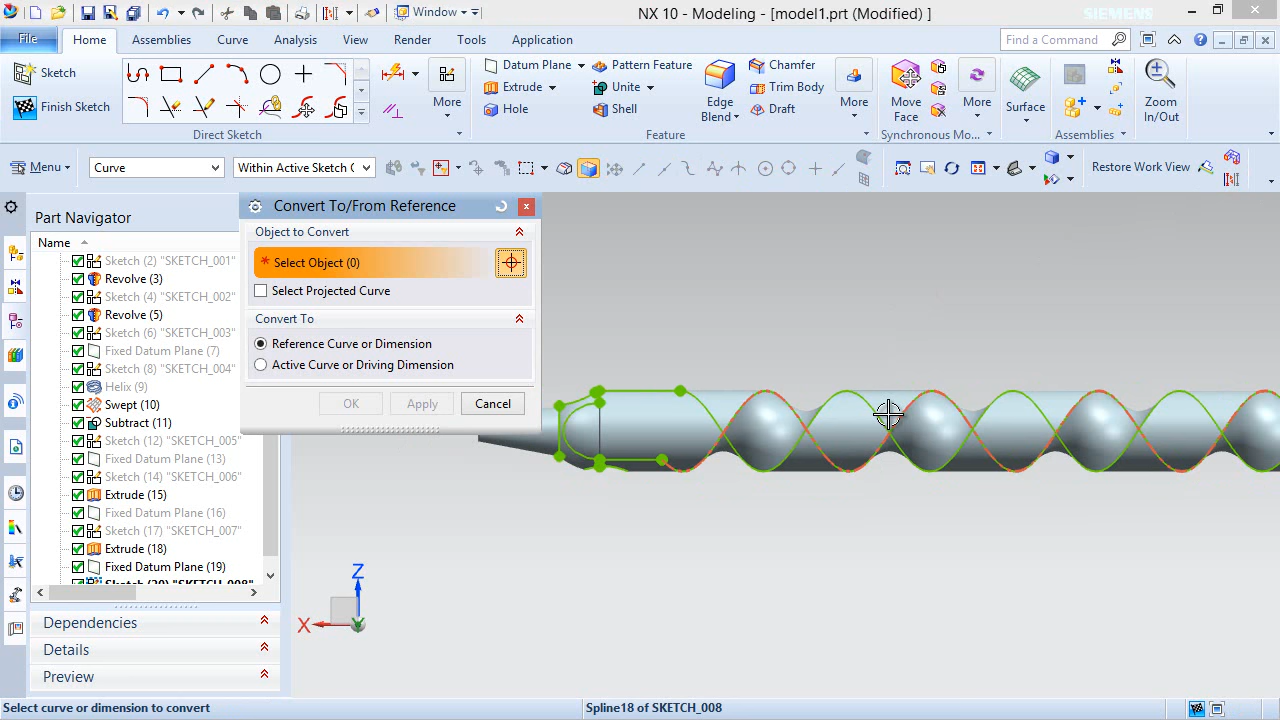 NX 10 - Modeling - [model1.prt (Modified) ]
SIEMENS
Window
File Home Assemblies Curve Analysis View Render Tools Application
Find a Command
Sketch
Finish Sketch
More
Direct Sketch
Datum Plane
Extrude
Hole
Pattern Feature
Unite
Shell
Edge
Blend
Chamfer
Trim Body
Draft
More
Feature
Move
Face
More
Synchronous Mo...
Surface
Assemblies
Zoom
In/Out
Menu
Curve
Within Active Sketch (
Restore Work View
Part Navigator
Name
Sketch (2) "SKETCH_001"
Revolve (3)
Sketch (4) "SKETCH_002"
Revolve (5)
Sketch (6) "SKETCH_003"
Fixed Datum Plane (7)
Sketch (8) "SKETCH_004"
Helix (9)
Swept (10)
Subtract (11)
Sketch (12) "SKETCH_005"
Fixed Datum Plane (13)
Sketch (14) "SKETCH_006"
Extrude (15)
Fixed Datum Plane (16)
Sketch (17) "SKETCH_007"
Extrude (18)
Fixed Datum Plane (19)
Sketch (20) "SKETCH_008"
Dependencies
Details
Preview
Convert To/From Reference
Object to Convert
* Select Object (0)
Select Projected Curve
Convert To
Reference Curve or Dimension
Active Curve or Driving Dimension
OK Apply Cancel
Z
X
Y
Select curve or dimension to convert
Spline18 of SKETCH_008